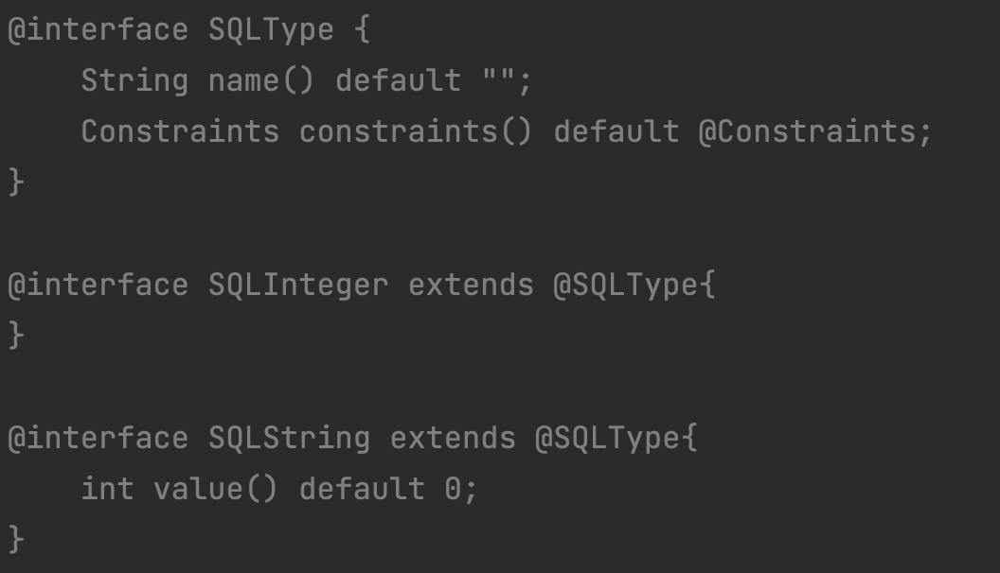 @interface SQLType {
    String name() default "";
    Constraints constraints() default @Constraints;
}
@interface SQLInteger extends @SQLType{
}
@interface SQLString extends @SQLType{
    int value() default 0;
}